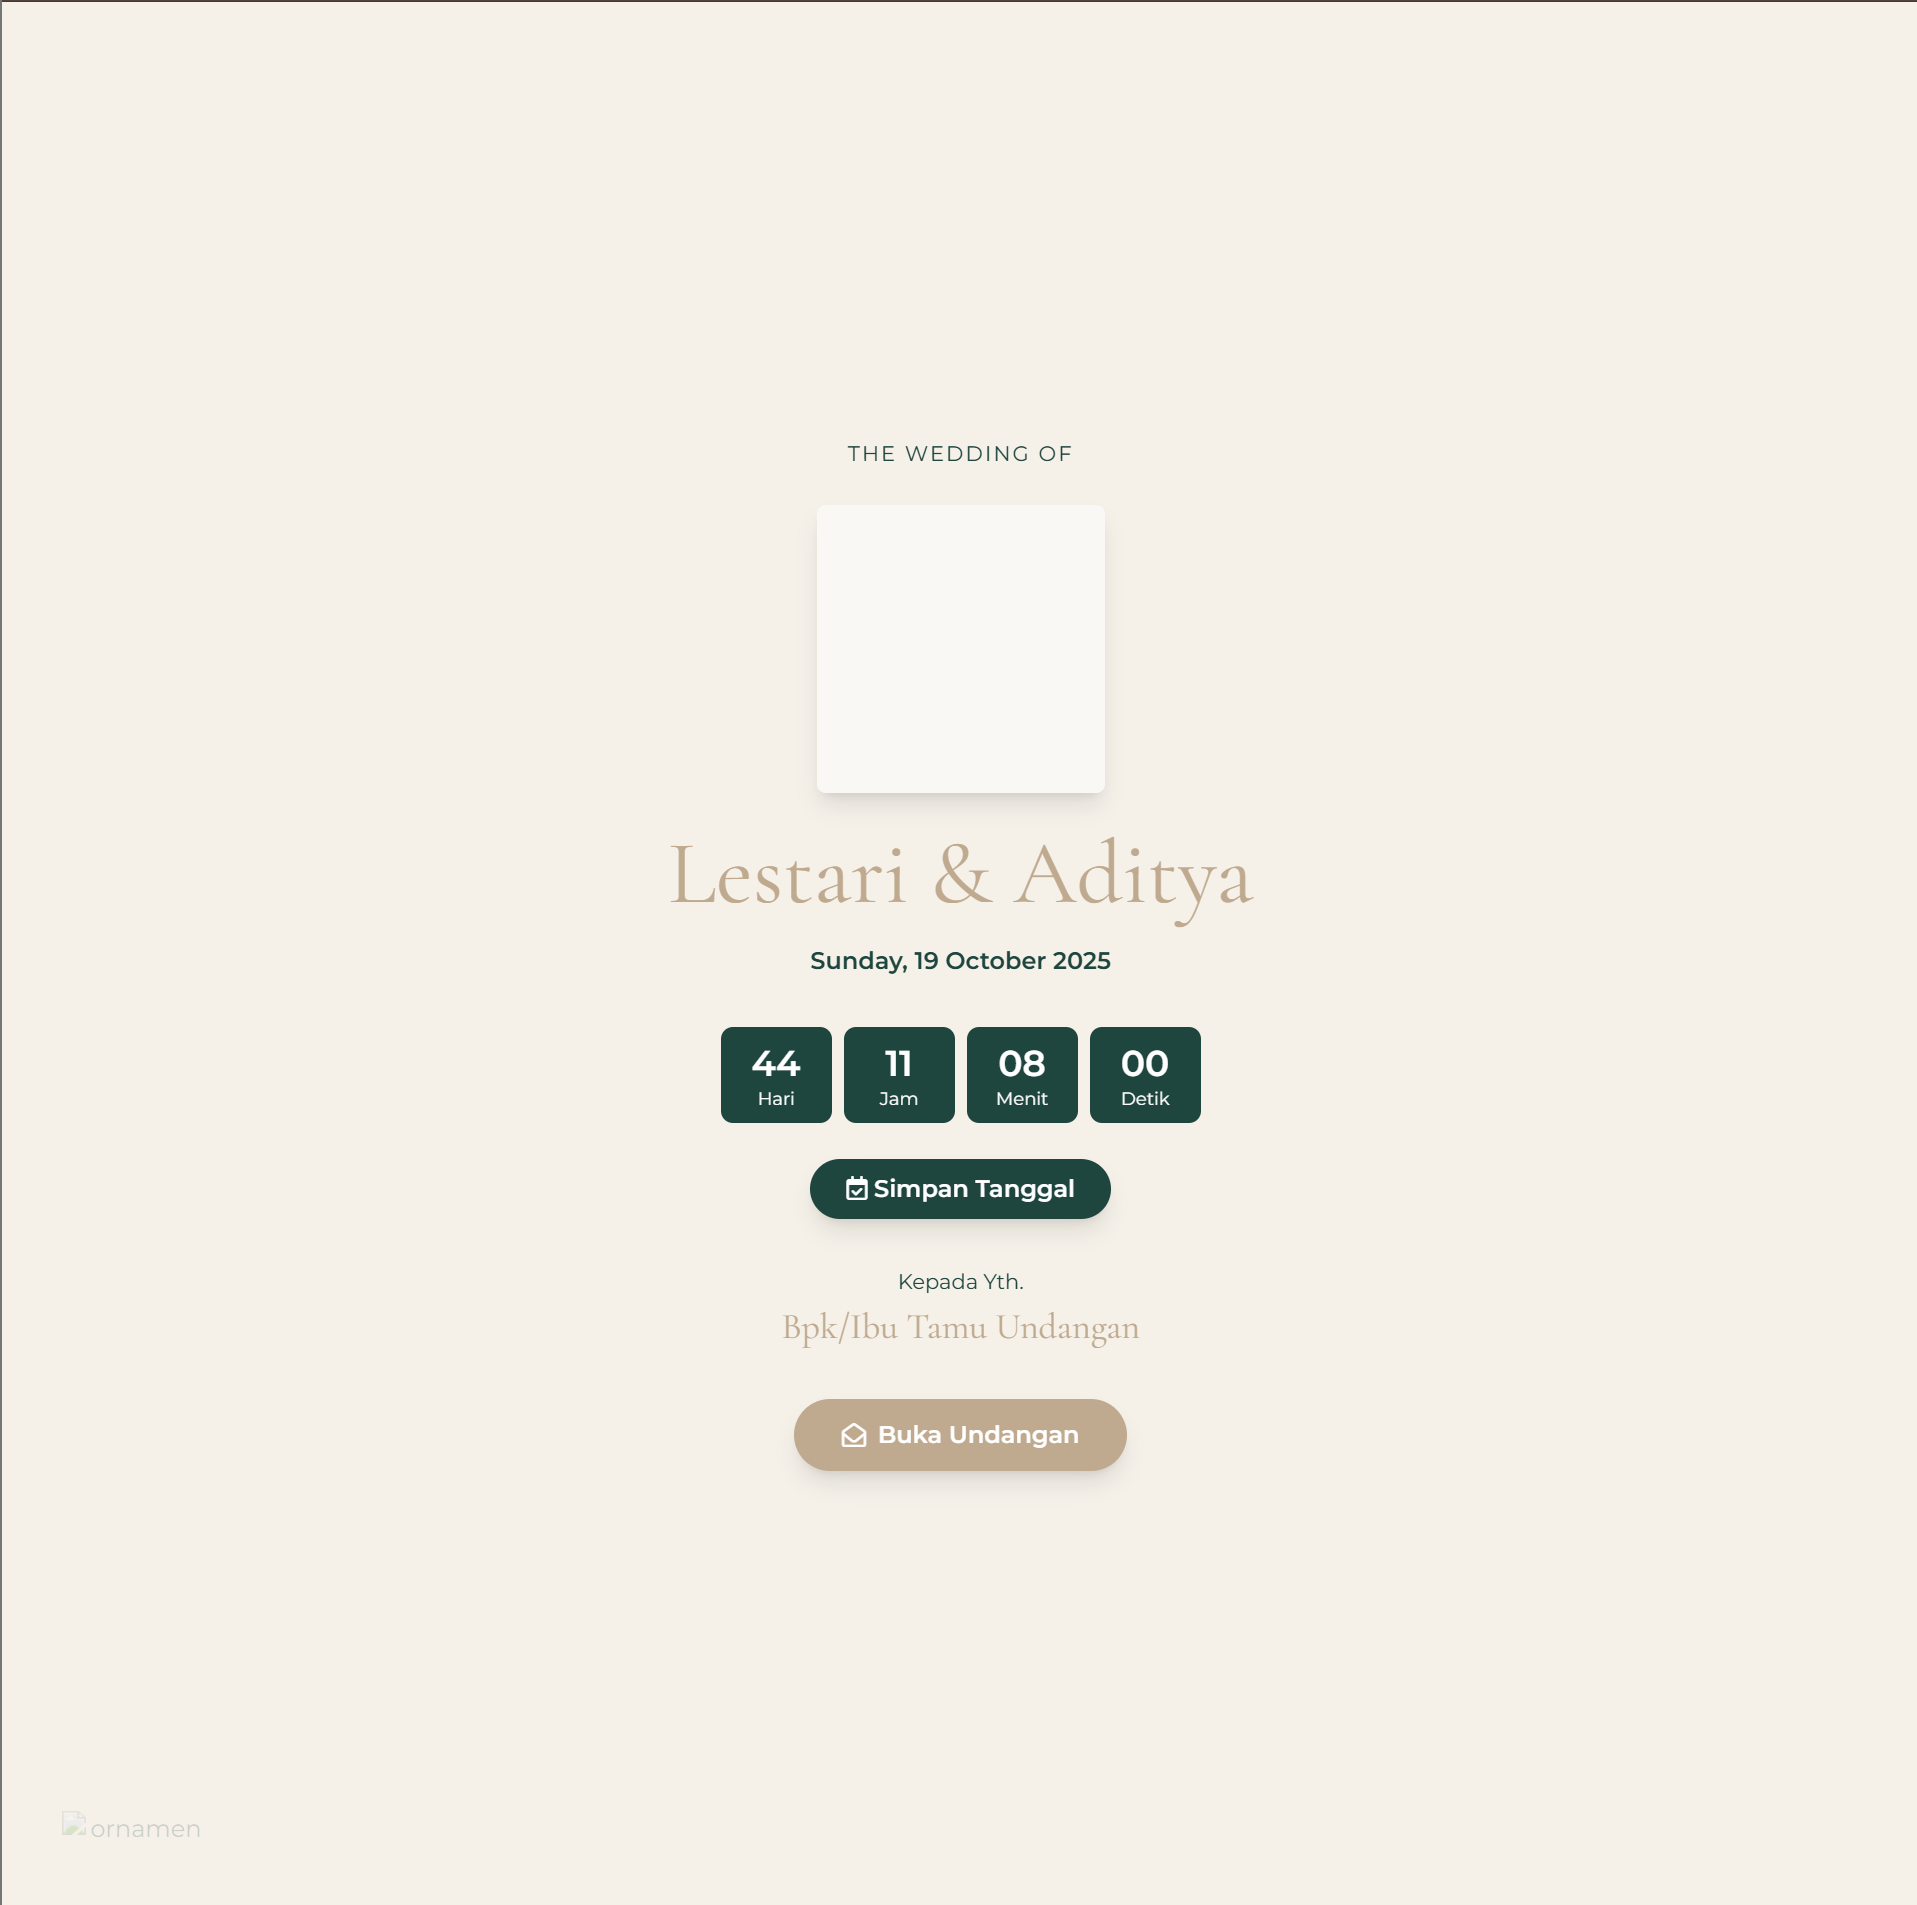 THE WEDDING OF
Lestari & Aditya
Sunday, 19 October 2025
44 11 08 00
Hari Jam Menit Detik
Simpan Tanggal
Kepada Yth.
Bpk/Ibu Tamu Undangan
Buka Undangan
ornamen